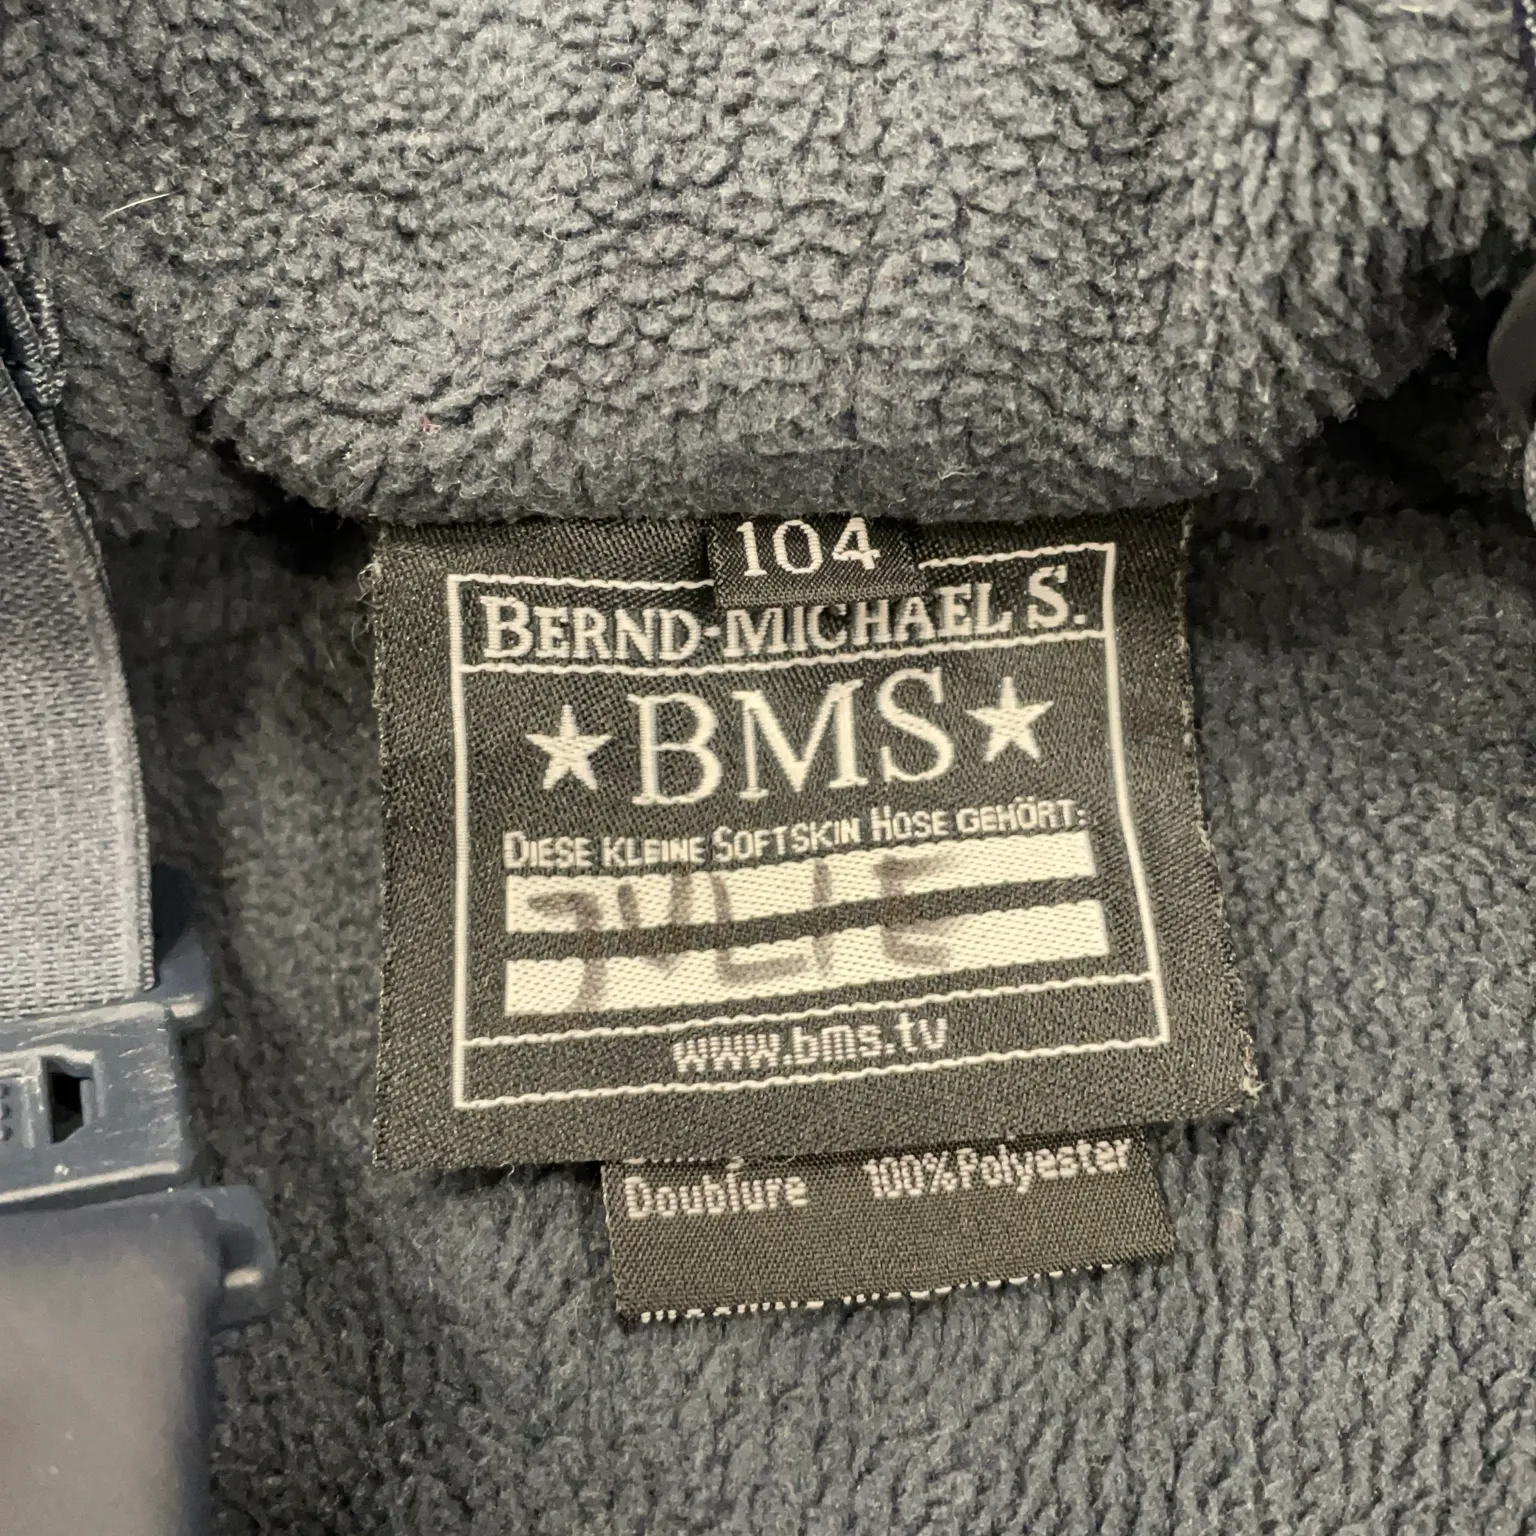 104
BERND-MICHAEL S.
BMS
DIESE KLEINE SOFTSKIN HOSE GEHÖRT:
www.bms.tv
Doublure 100%Polyester